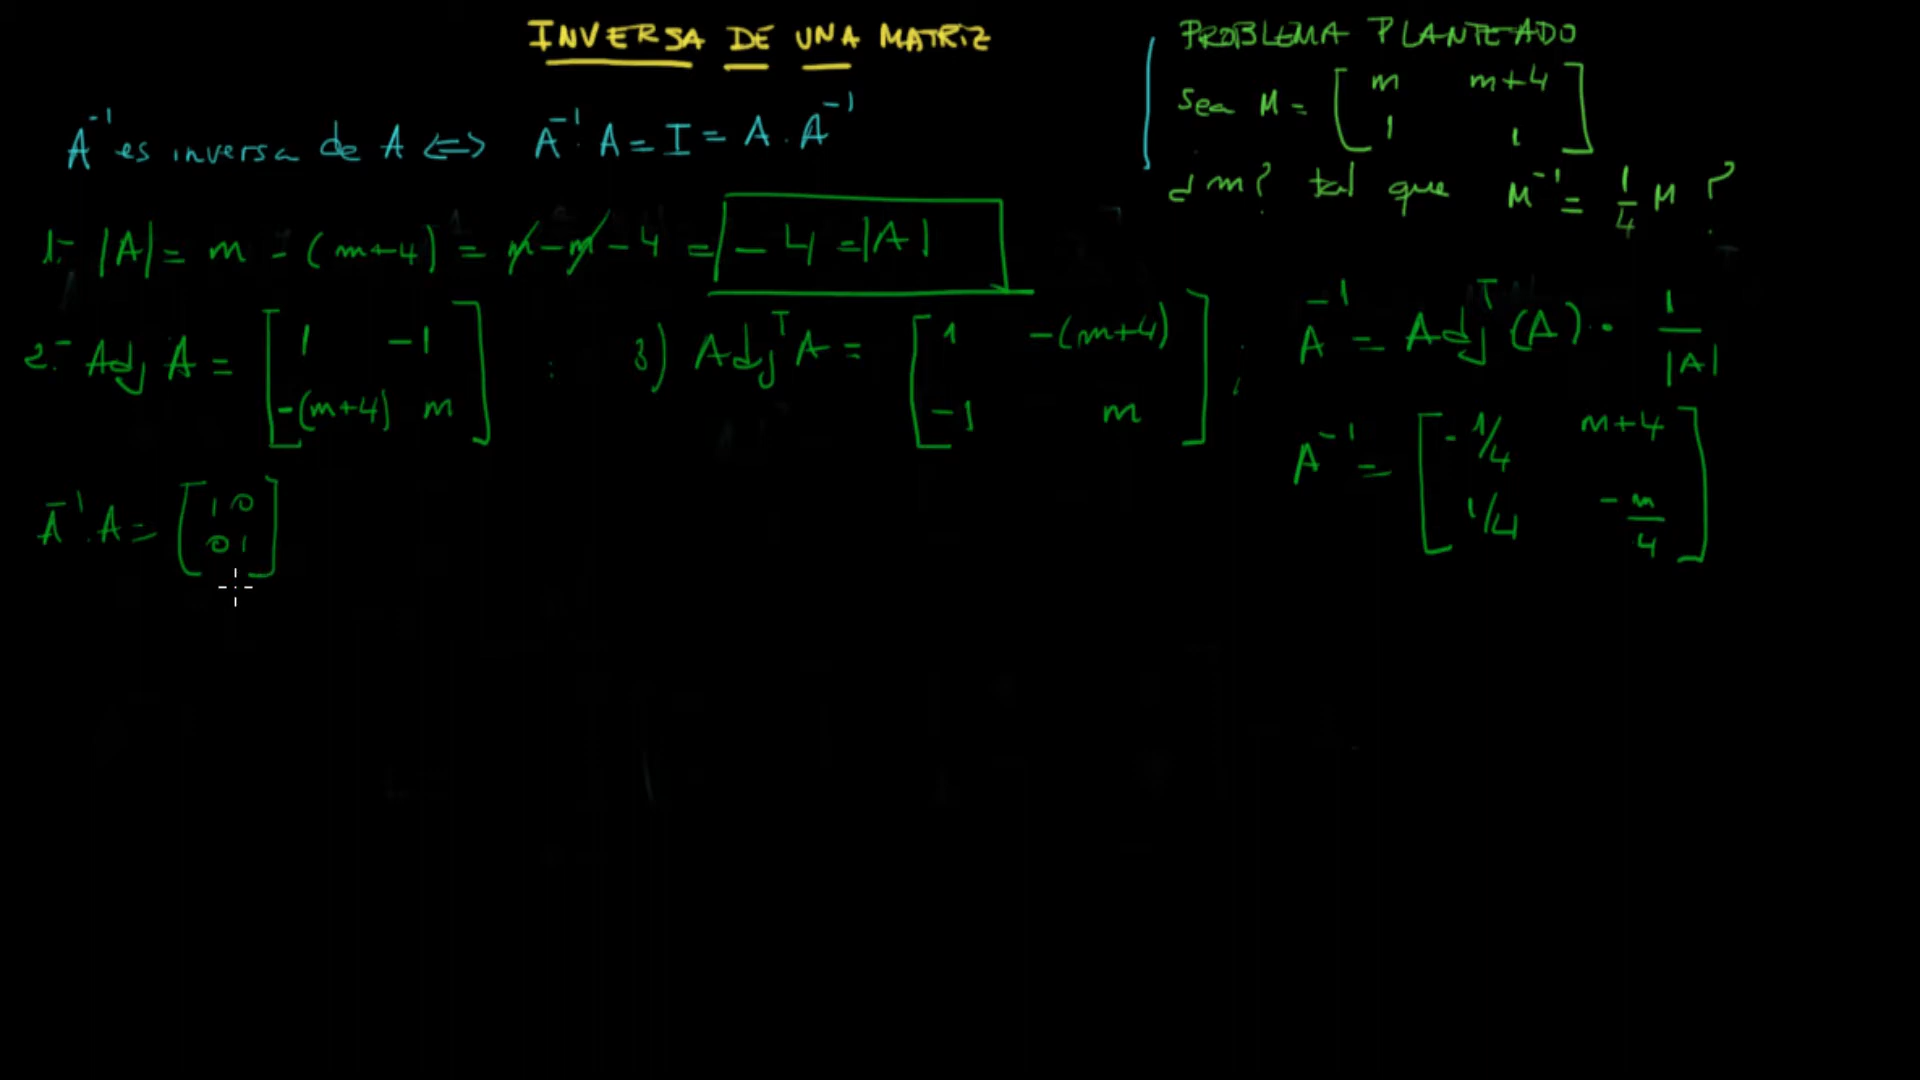 INVERSA DE UNA MATRIZ
A⁻¹ es inversa de A ⇔ A⁻¹. A = I = A . A⁻¹
PROBLEMA PLANTEADO
Sea M = [ m m+4 ; 1 1 ]
¿ m? tal que M⁻¹ = 1/4 M ?
1.- |A| = m - (m+4) = m - m - 4 = - 4 = |A|
2.- Adj A = [ 1 -1 ; -(m+4) m ] : 3) Adjᵀ A = [ 1 -(m+4) ; -1 m ] ;
A⁻¹ = Adjᵀ (A) . 1/|A|
A⁻¹ = [ -1/4 m+4 ; 1/4 -m/4 ]
A⁻¹ . A = [ 1 0 ; 0 1 ]